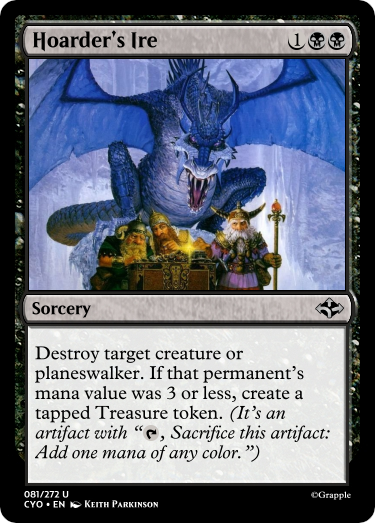 Hoarder's Ire 1
Sorcery
Destroy target creature or
planeswalker. If that permanent's
mana value was 3 or less, create a
tapped Treasure token. (It's an
artifact with “, Sacrifice this artifact:
Add one mana of any color.”)
081/272 U
CYO • EN Keith Parkinson
©Grapple